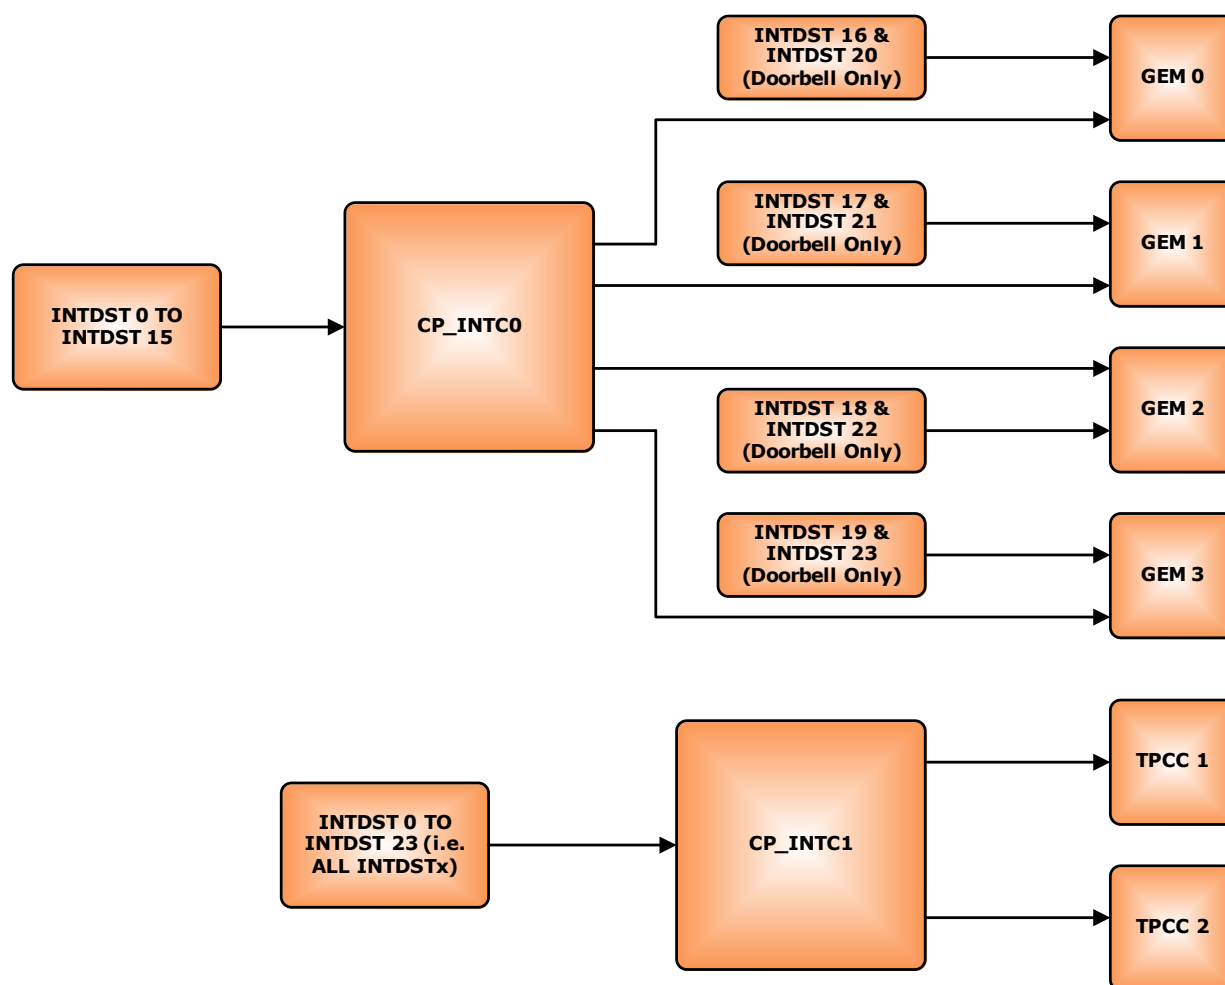 INTDST 16 &
INTDST 20
(Doorbell Only)
GEM 0
INTDST 17 &
INTDST 21
(Doorbell Only)
GEM 1
INTDST 0 TO
INTDST 15
CP_INTC0
GEM 2
INTDST 18 &
INTDST 22
(Doorbell Only)
INTDST 19 &
INTDST 23
(Doorbell Only)
GEM 3
TPCC 1
INTDST 0 TO
INTDST 23 (i.e.
ALL INTDSTx)
CP_INTC1
TPCC 2